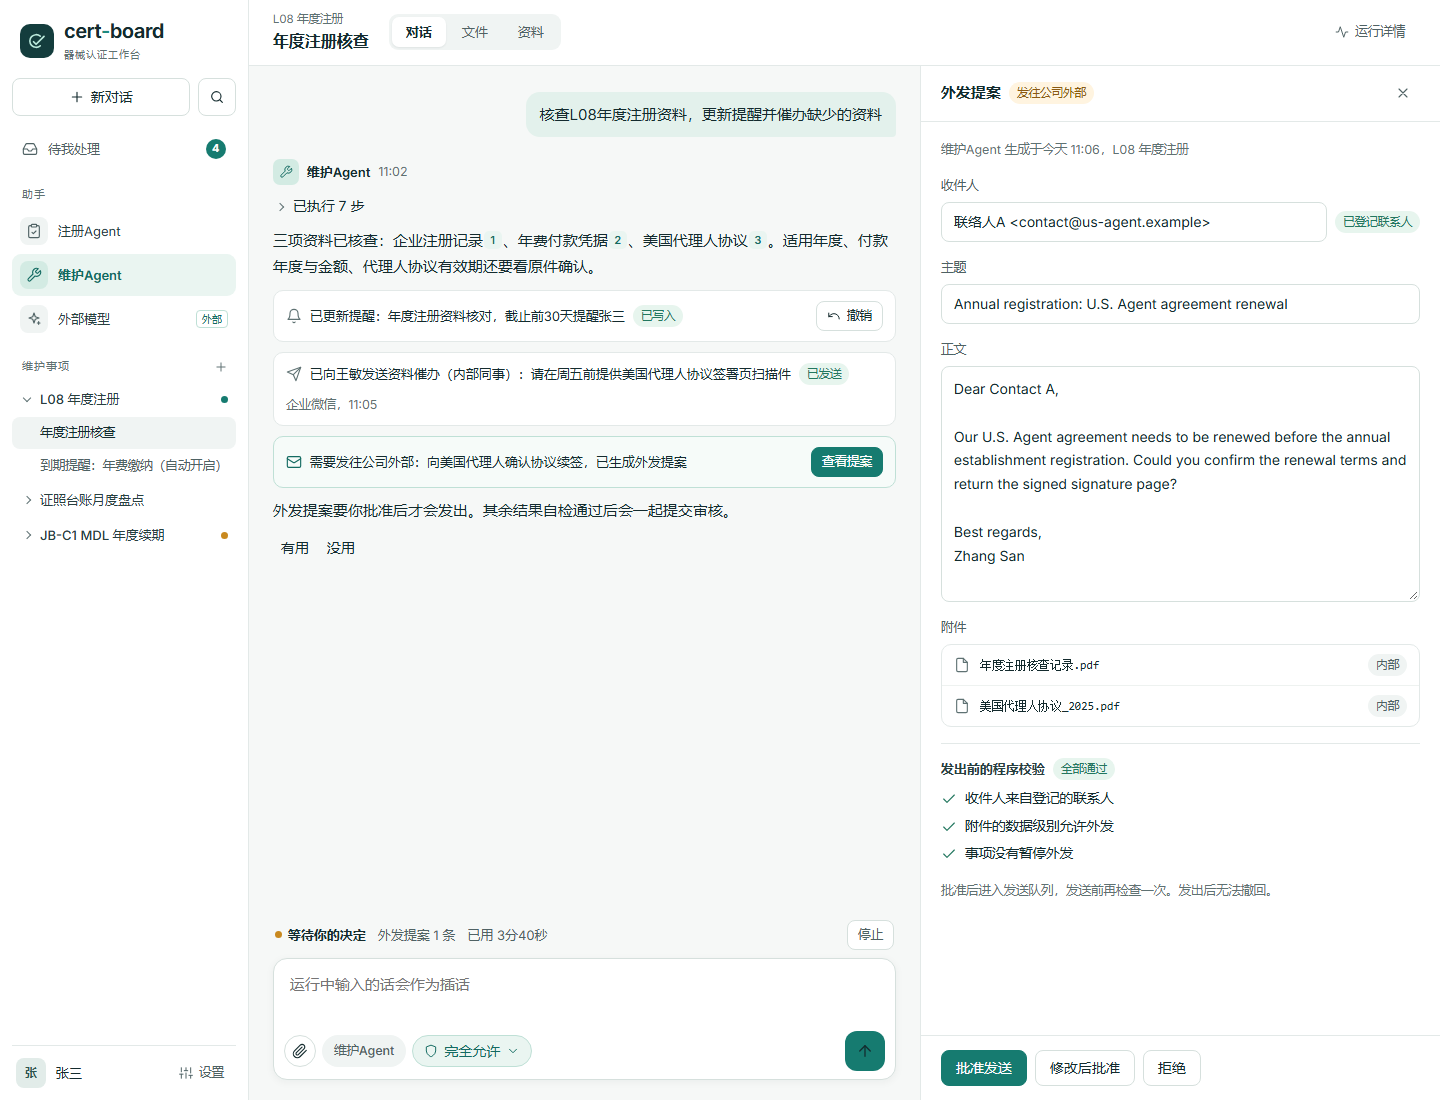 cert-board
器械认证工作台
新对话
待我处理
4
助手
注册Agent
维护Agent
外部模型
外部
维护事项
L08 年度注册
年度注册核查
到期提醒：年费缴纳（自动开启）
证照台账月度盘点
JB-C1 MDL 年度续期
张
张三
设置
L08 年度注册
年度注册核查
对话
文件
资料
运行详情
核查L08年度注册资料，更新提醒并催办缺少的资料
维护Agent 11:02
已执行 7 步
三项资料已核查：企业注册记录 1 、年费付款凭据 2 、美国代理人协议 3 。适用年度、付款
年度与金额、代理人协议有效期还要看原件确认。
已更新提醒：年度注册资料核对，截止前30天提醒张三
已写入
撤销
已向王敏发送资料催办（内部同事）：请在周五前提供美国代理人协议签署页扫描件
已发送
企业微信，11:05
需要发往公司外部：向美国代理人确认协议续签，已生成外发提案
查看提案
外发提案要你批准后才会发出。其余结果自检通过后会一起提交审核。
有用
没用
等待你的决定
外发提案 1 条
已用 3分40秒
停止
运行中输入的话会作为插话
维护Agent
完全允许
外发提案
发往公司外部
维护Agent 生成于今天 11:06，L08 年度注册
收件人
联络人A <contact@us-agent.example>
已登记联系人
主题
Annual registration: U.S. Agent agreement renewal
正文
Dear Contact A,
Our U.S. Agent agreement needs to be renewed before the annual
establishment registration. Could you confirm the renewal terms and
return the signed signature page?
Best regards,
Zhang San
附件
年度注册核查记录.pdf
内部
美国代理人协议_2025.pdf
内部
发出前的程序校验
全部通过
收件人来自登记的联系人
附件的数据级别允许外发
事项没有暂停外发
批准后进入发送队列，发送前再检查一次。发出后无法撤回。
批准发送
修改后批准
拒绝